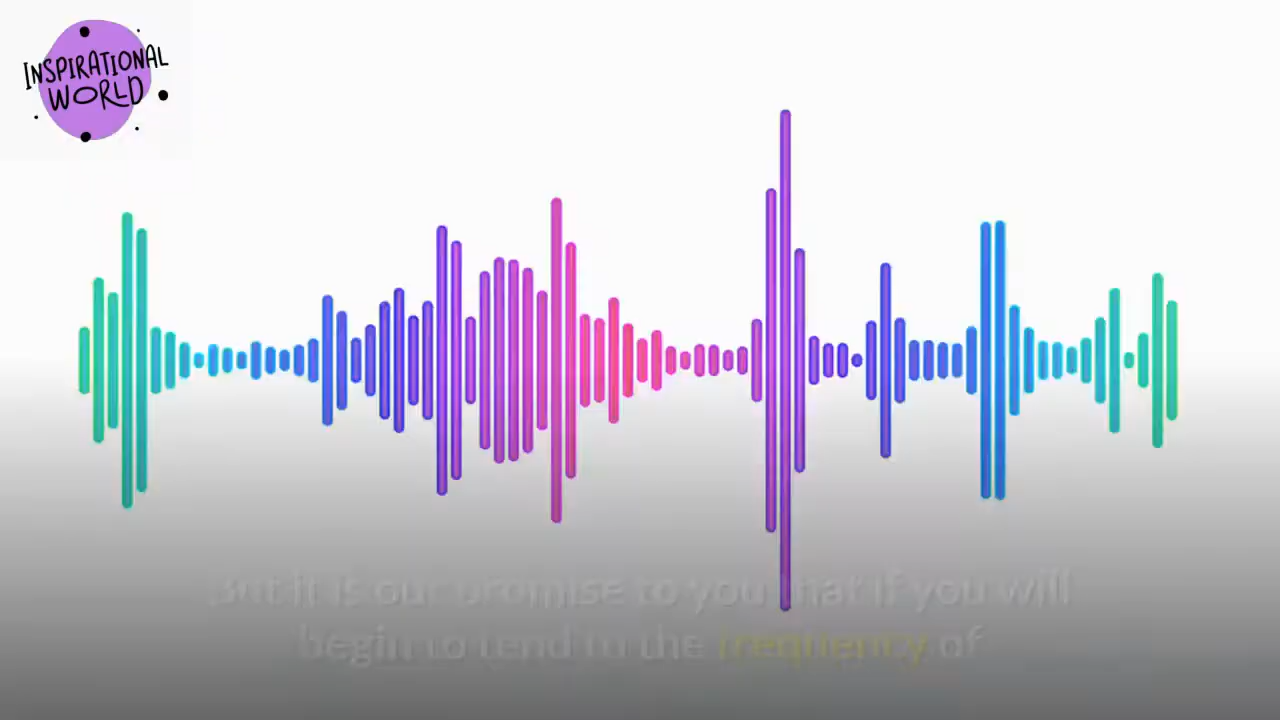 INSPIRATIONAL
WORLD
But it is our promise to you that if you will
begin to tend to the frequency of